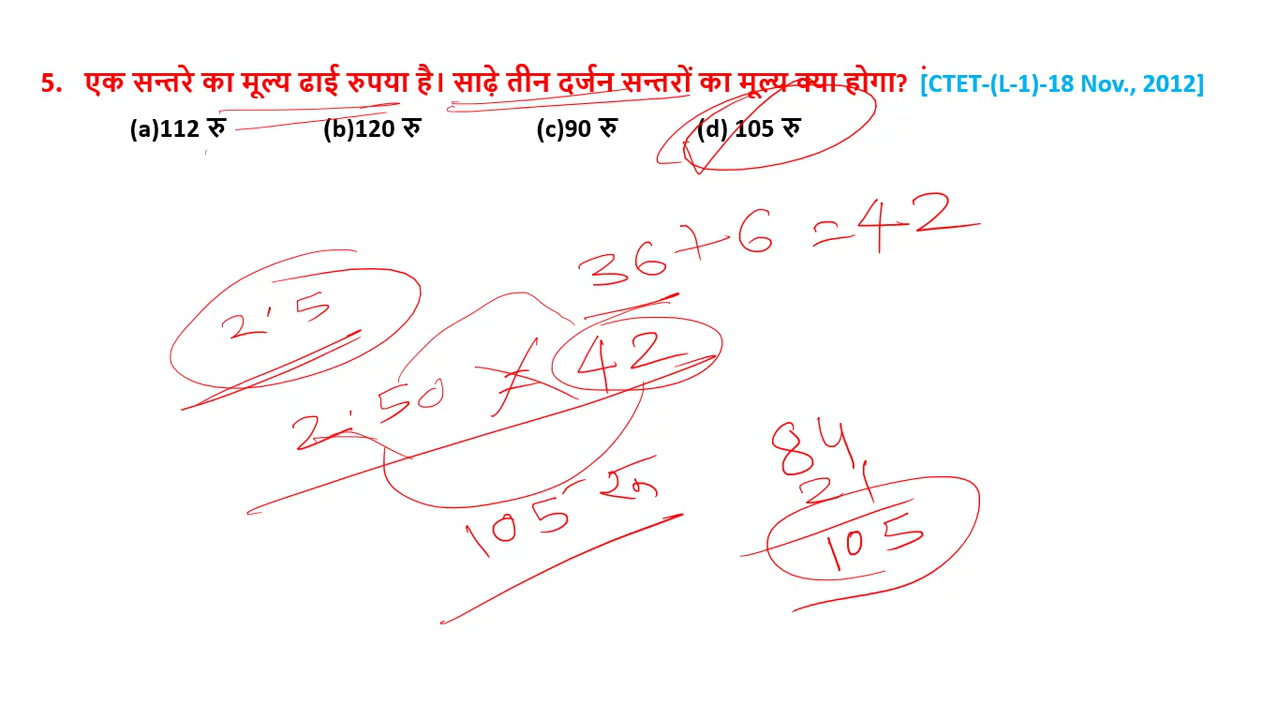 5. एक सन्तरे का मूल्य ढाई रुपया है। साढ़े तीन दर्जन सन्तरों का मूल्य क्या होगा? [CTET-(L-1)-18 Nov., 2012]
(a)112 रु (b)120 रु (c)90 रु (d) 105 रु
36+6=42
2.5
2.50 × 42
84
21
105 रु
105